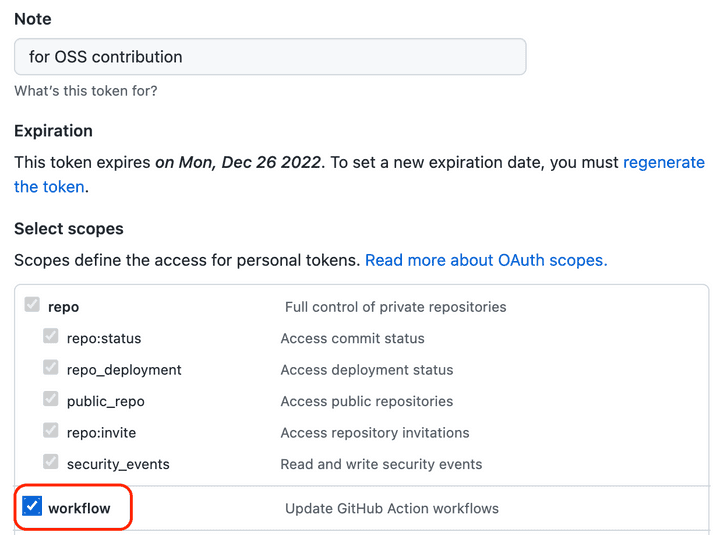 Note
for OSS contribution
What's this token for?
Expiration
This token expires on Mon, Dec 26 2022. To set a new expiration date, you must regenerate
the token.
Select scopes
Scopes define the access for personal tokens. Read more about OAuth scopes.
repo Full control of private repositories
repo:status Access commit status
repo_deployment Access deployment status
public_repo Access public repositories
repo:invite Access repository invitations
security_events Read and write security events
workflow Update GitHub Action workflows